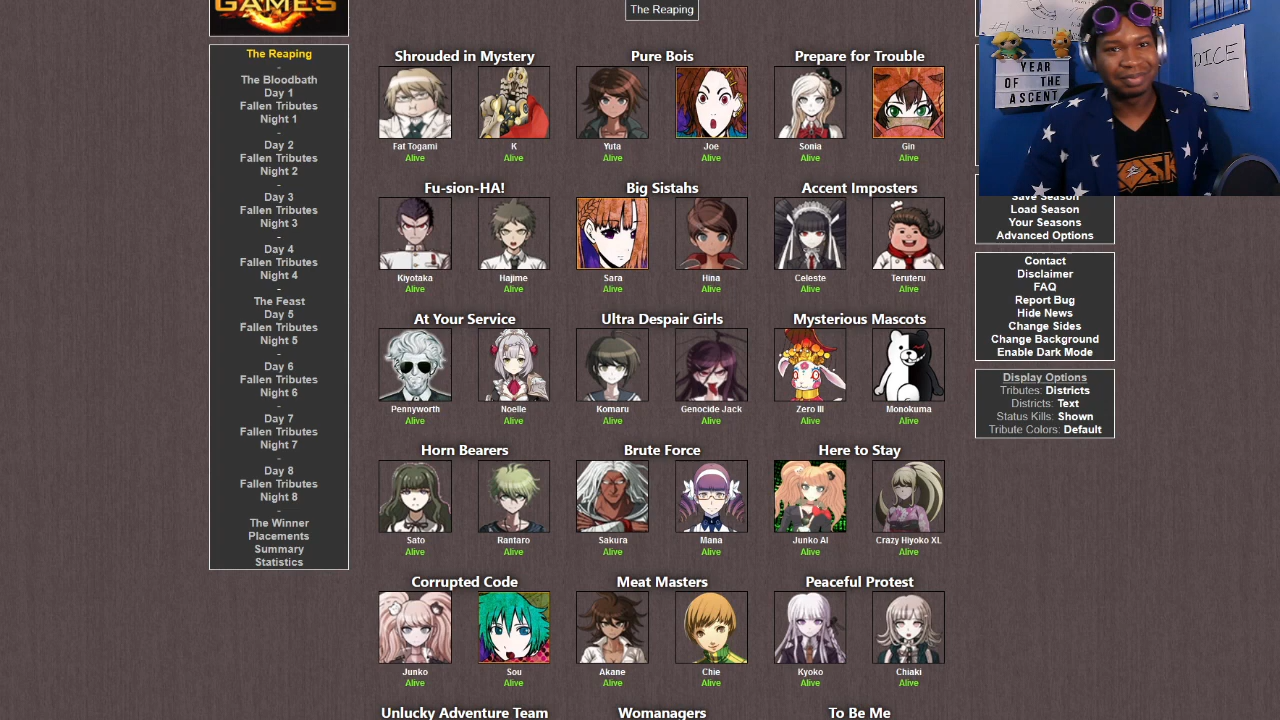 GAMES
The Reaping
The Reaping
-
The Bloodbath
Day 1
Fallen Tributes
Night 1
-
Day 2
Fallen Tributes
Night 2
-
Day 3
Fallen Tributes
Night 3
-
Day 4
Fallen Tributes
Night 4
-
The Feast
Day 5
Fallen Tributes
Night 5
-
Day 6
Fallen Tributes
Night 6
-
Day 7
Fallen Tributes
Night 7
-
Day 8
Fallen Tributes
Night 8
-
The Winner
Placements
Summary
Statistics
Shrouded in Mystery Pure Bois Prepare for Trouble
Fat Togami K Yuta Joe Sonia Gin
Alive Alive Alive Alive Alive Alive
Fu-sion-HA! Big Sistahs Accent Imposters
Kiyotaka Hajime Sara Hina Celeste Teruteru
Alive Alive Alive Alive Alive Alive
At Your Service Ultra Despair Girls Mysterious Mascots
Pennyworth Noelle Komaru Genocide Jack Zero III Monokuma
Alive Alive Alive Alive Alive Alive
Horn Bearers Brute Force Here to Stay
Sato Rantaro Sakura Mana Junko AI Crazy Hiyoko XL
Alive Alive Alive Alive Alive Alive
Corrupted Code Meat Masters Peaceful Protest
Junko Sou Akane Chie Kyoko Chiaki
Alive Alive Alive Alive Alive Alive
Unlucky Adventure Team Womanagers To Be Me
YEAR
OF THE
ASCENT
DICE
Save Season
Load Season
Your Seasons
Advanced Options
Contact
Disclaimer
FAQ
Report Bug
Hide News
Change Sides
Change Background
Enable Dark Mode
Display Options
Tributes: Districts
Districts: Text
Status Kills: Shown
Tribute Colors: Default